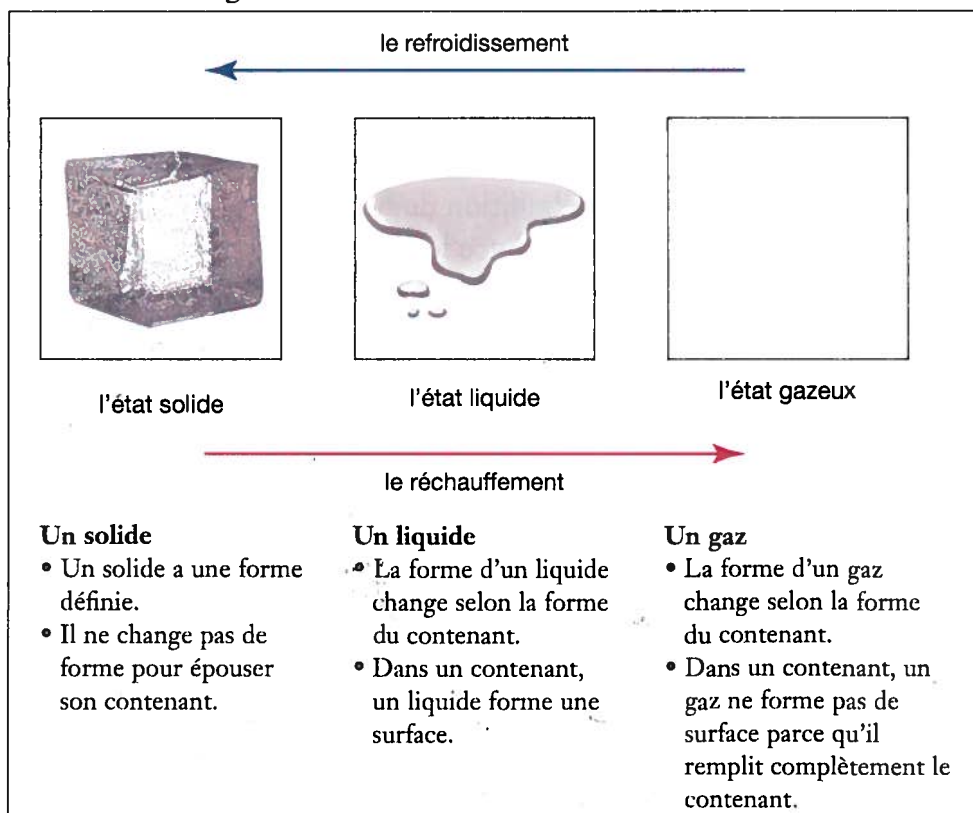 le refroidissement
l'état solide
l'état liquide
l'état gazeux
le réchauffement
Un solide
• Un solide a une forme
définie.
• Il ne change pas de
forme pour épouser
son contenant.
Un liquide
• La forme d'un liquide
change selon la forme
du contenant.
• Dans un contenant,
un liquide forme une
surface.
Un gaz
• La forme d'un gaz
change selon la forme
du contenant.
• Dans un contenant, un
gaz ne forme pas de
surface parce qu'il
remplit complètement le
contenant.